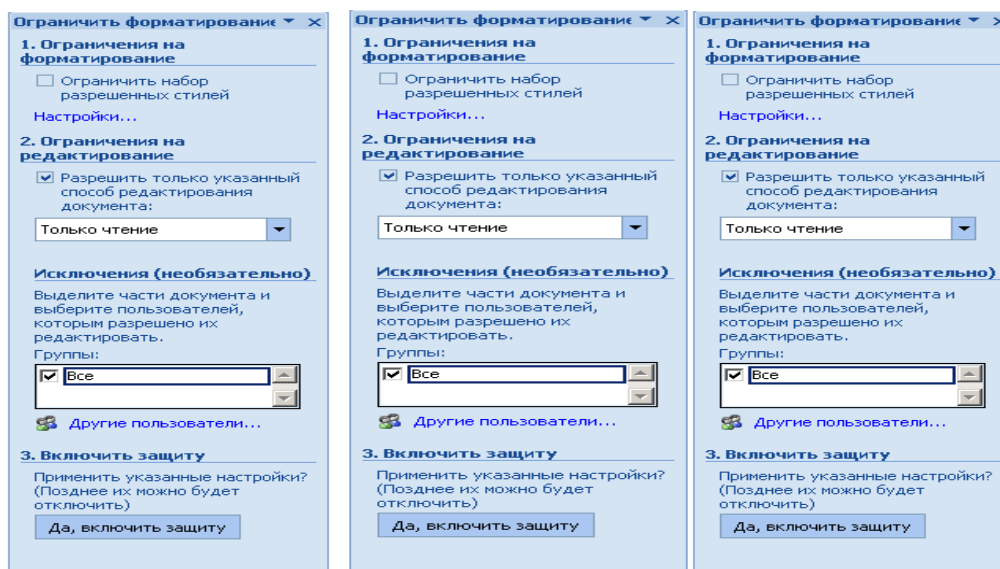 Ограничить форматировани
1. Ограничения на
форматирование
Ограничить набор
разрешенных стилей
Настройки...
2. Ограничения на
редактирование
Разрешить только указанный
способ редактирования
документа:
Только чтение
Исключения (необязательно)
Выделите части документа и
выберите пользователей,
которым разрешено их
редактировать.
Группы:
Все
Другие пользователи...
3. Включить защиту
Применить указанные настройки?
(Позднее их можно будет
отключить)
Да, включить защиту
Ограничить форматировани
1. Ограничения на
форматирование
Ограничить набор
разрешенных стилей
Настройки...
2. Ограничения на
редактирование
Разрешить только указанный
способ редактирования
документа:
Только чтение
Исключения (необязательно)
Выделите части документа и
выберите пользователей,
которым разрешено их
редактировать.
Группы:
Все
Другие пользователи...
3. Включить защиту
Применить указанные настройки?
(Позднее их можно будет
отключить)
Да, включить защиту
Ограничить форматировани
1. Ограничения на
форматирование
Ограничить набор
разрешенных стилей
Настройки...
2. Ограничения на
редактирование
Разрешить только указанный
способ редактирования
документа:
Только чтение
Исключения (необязательно)
Выделите части документа и
выберите пользователей,
которым разрешено их
редактировать.
Группы:
Все
Другие пользователи...
3. Включить защиту
Применить указанные настройки?
(Позднее их можно будет
отключить)
Да, включить защиту